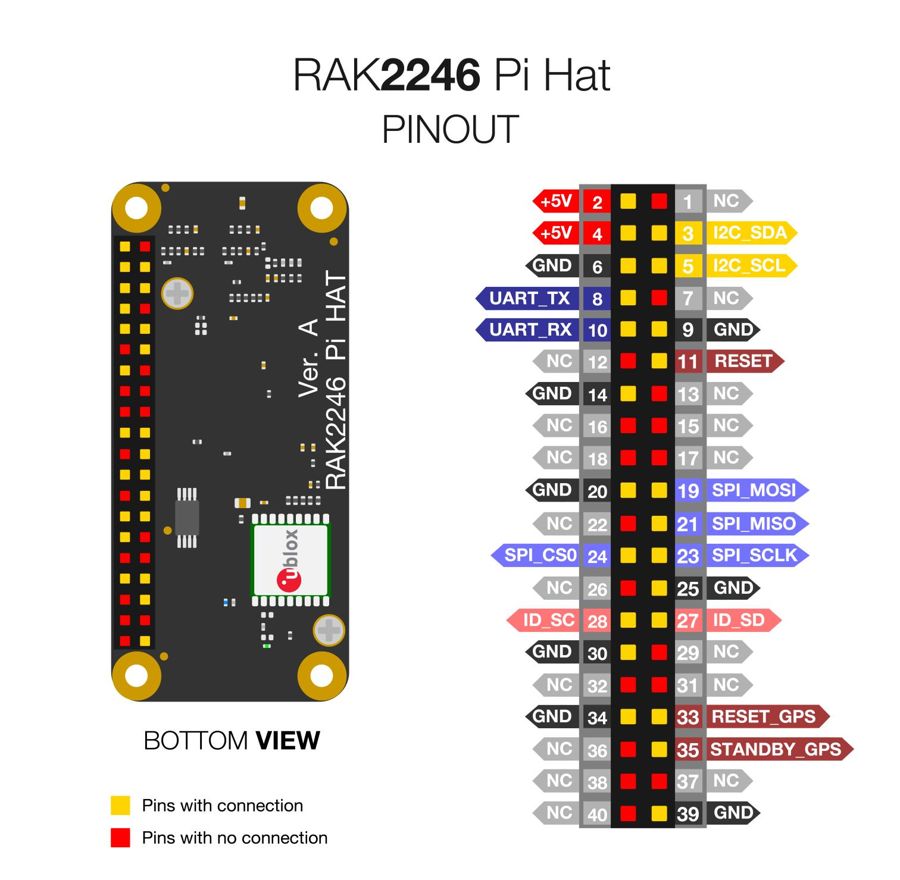 RAK2246 Pi Hat
PINOUT
Ver. A
RAK2246 Pi HAT
ublox
+5V 2 1 NC
+5V 4 3 I2C_SDA
GND 6 5 I2C_SCL
UART_TX 8 7 NC
UART_RX 10 9 GND
NC 12 11 RESET
GND 14 13 NC
NC 16 15 NC
NC 18 17 NC
GND 20 19 SPI_MOSI
NC 22 21 SPI_MISO
SPI_CS0 24 23 SPI_SCLK
NC 26 25 GND
ID_SC 28 27 ID_SD
GND 30 29 NC
NC 32 31 NC
GND 34 33 RESET_GPS
NC 36 35 STANDBY_GPS
NC 38 37 NC
NC 40 39 GND
BOTTOM VIEW
Pins with connection
Pins with no connection